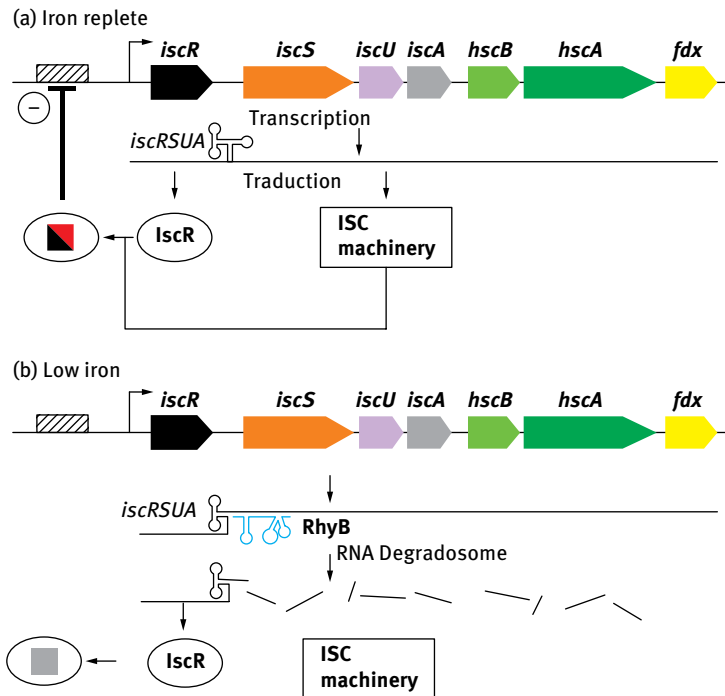 (a) Iron replete
iscR iscS iscU iscA hscB hscA fdx
−
Transcription
iscRSUA
Traduction
IscR
ISC
machinery
(b) Low iron
iscR iscS iscU iscA hscB hscA fdx
iscRSUA
RhyB
RNA Degradosome
IscR
ISC
machinery